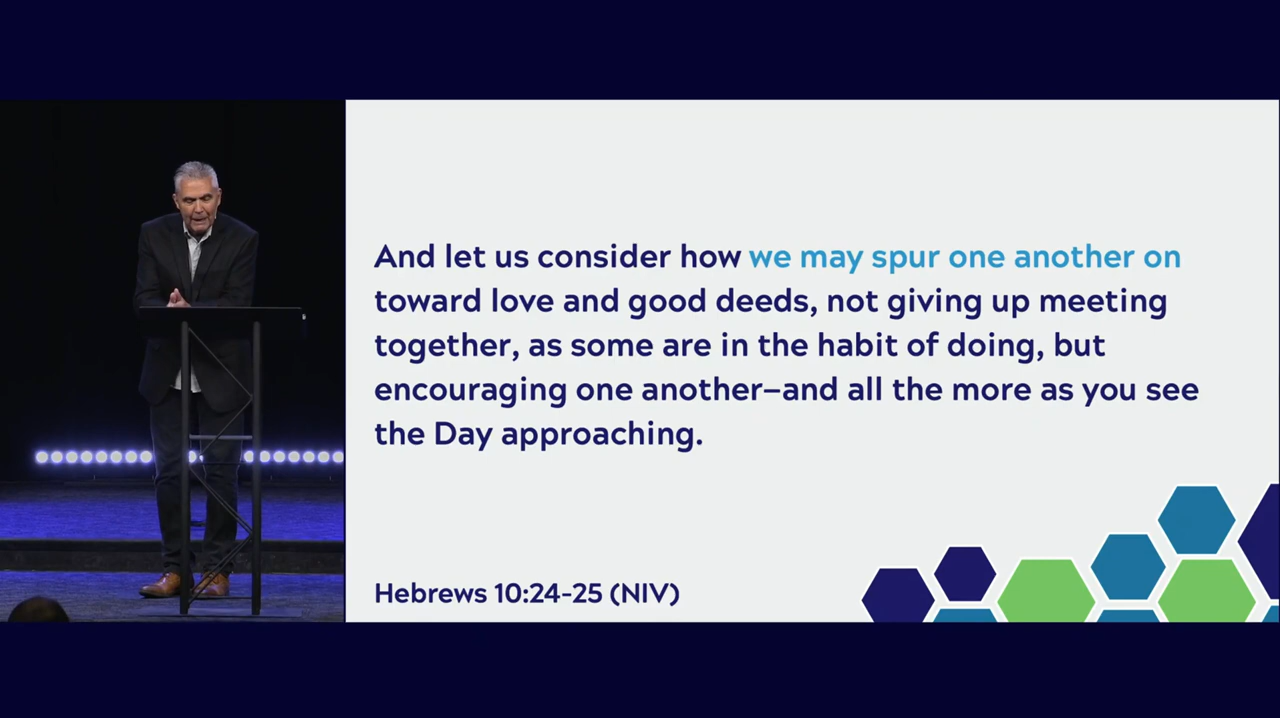 And let us consider how we may spur one another on
toward love and good deeds, not giving up meeting
together, as some are in the habit of doing, but
encouraging one another—and all the more as you see
the Day approaching.
Hebrews 10:24-25 (NIV)